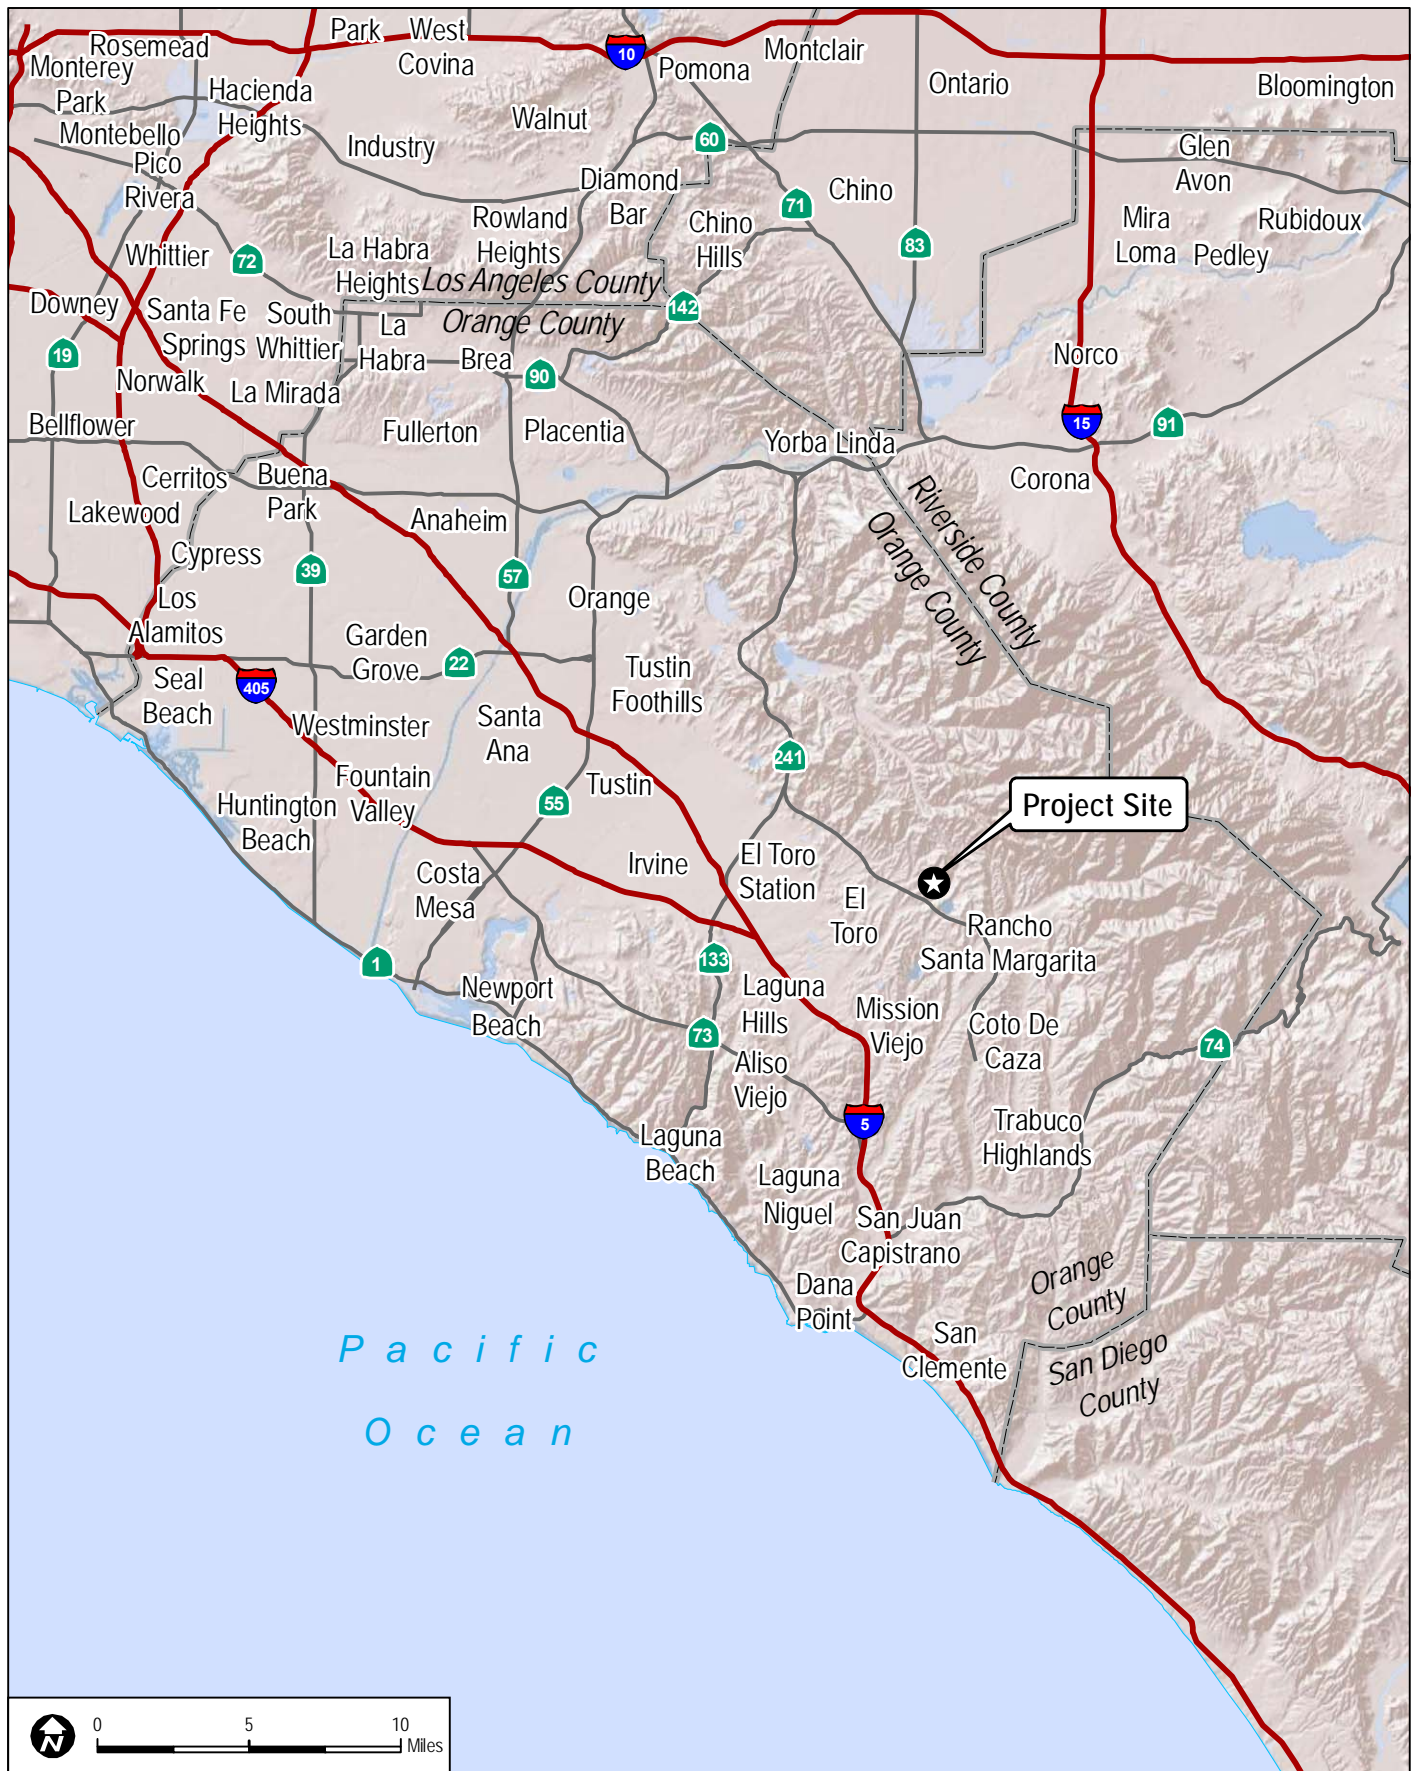 Park West
Covina
Rosemead
Monterey
Park
10
Montclair
Pomona
Ontario
Bloomington
Hacienda
Heights
Walnut
Montebello
Industry
60
Glen
Avon
Pico
Rivera
Diamond
Bar
71
Chino
Rowland
Heights
Chino
Hills
Mira
Loma
Rubidoux
83
Whittier
72
La Habra
Heights
Pedley
Los Angeles County
Orange County
142
Downey
Santa Fe
Springs
South
Whittier
La
Habra
19
Brea
90
Norco
Norwalk
La Mirada
15
91
Bellflower
Fullerton
Placentia
Yorba Linda
Cerritos
Buena
Park
Corona
Lakewood
Anaheim
Riverside County
Orange County
Cypress
39
57
Los
Alamitos
Orange
Garden
Grove
22
Tustin
Foothills
Seal
Beach
405
Westminster
Santa
Ana
241
Fountain
Valley
Tustin
55
Huntington
Beach
Project Site
Costa
Mesa
Irvine
El Toro
Station
El
Toro
Rancho
Santa Margarita
1
133
Newport
Beach
Laguna
Hills
Mission
Viejo
Coto De
Caza
73
74
Aliso
Viejo
5
Trabuco
Highlands
Laguna
Beach
Laguna
Niguel
San Juan
Capistrano
Dana
Point
Orange
County
San
Clemente
San Diego
County
Pacific
Ocean
N
0 5 10
Miles